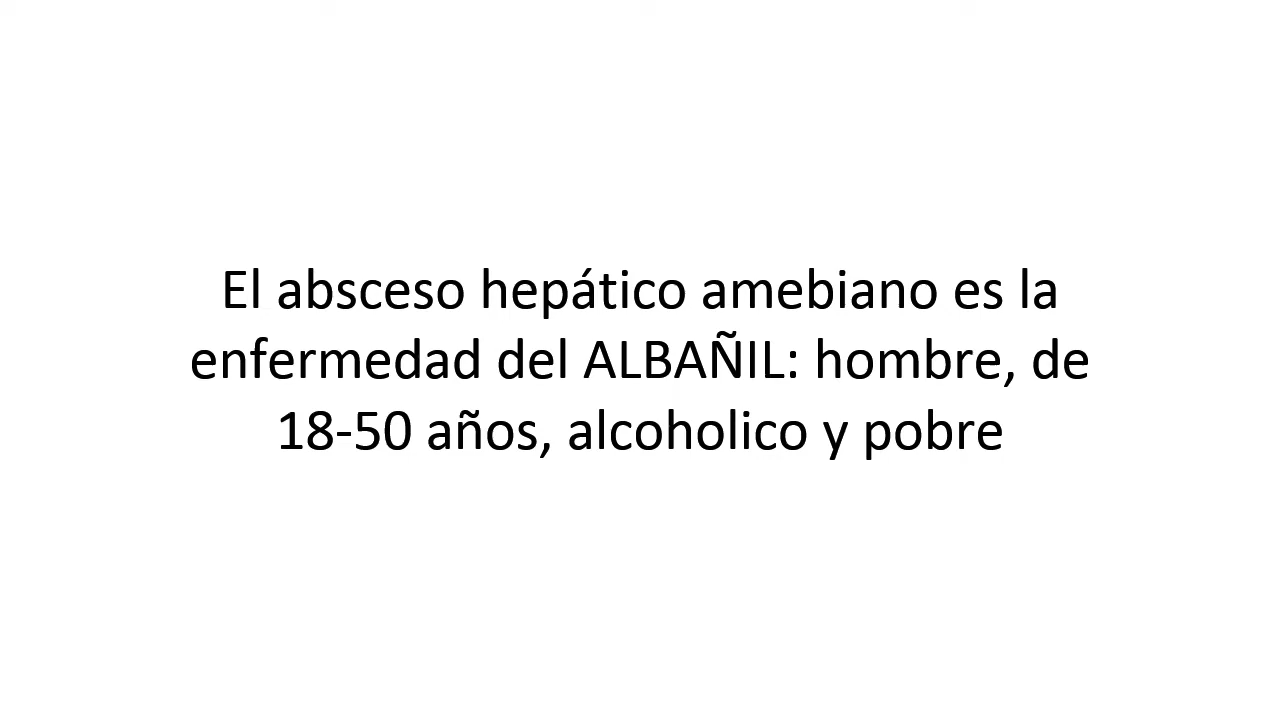 El absceso hepático amebiano es la
enfermedad del ALBAÑIL: hombre, de
18-50 años, alcoholico y pobre